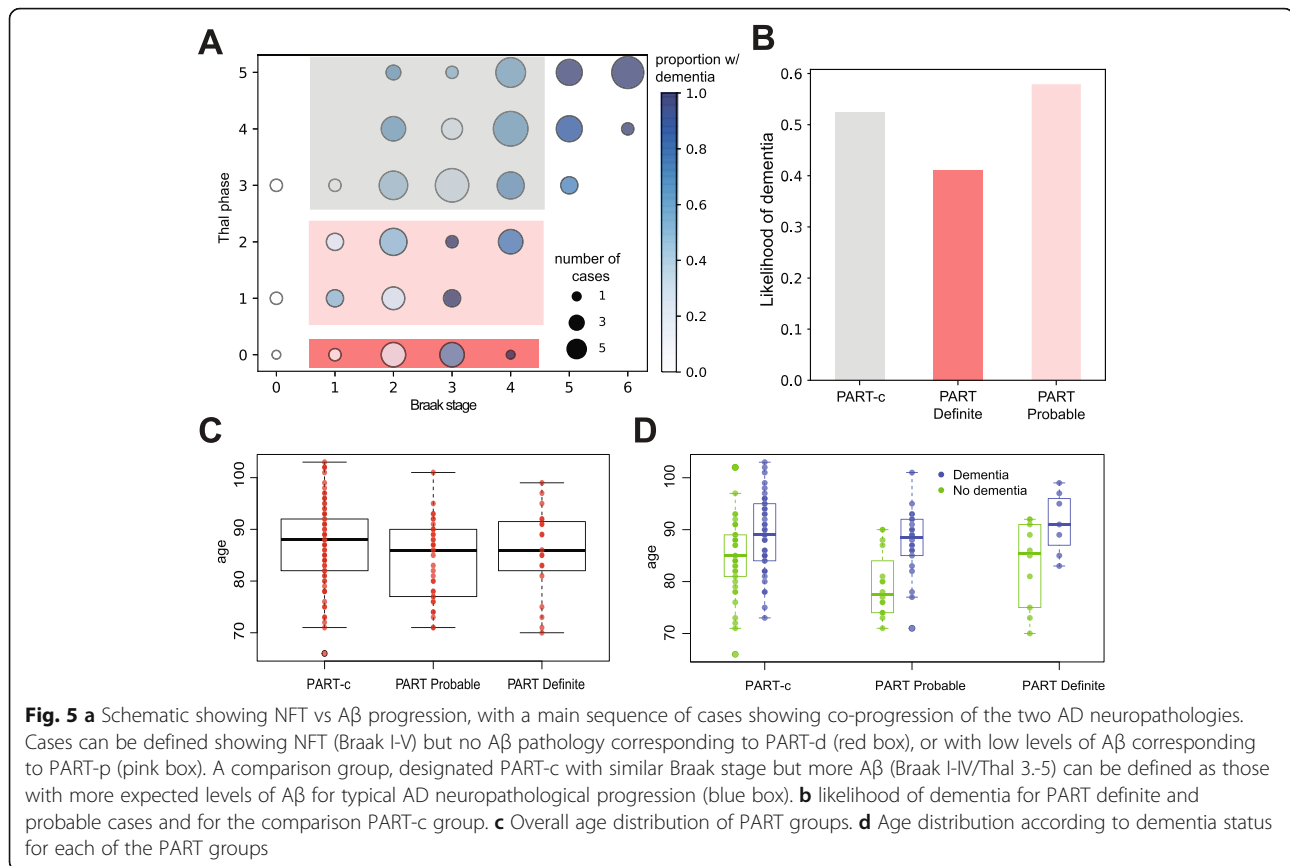 A
Thal phase
5
4
3
2
1
0
0 1 2 3 4 5 6
Braak stage
number of
cases
1
3
5
proportion w/
dementia
1.0
0.8
0.6
0.4
0.2
0.0
B
Likelihood of dementia
0.6
0.5
0.4
0.3
0.2
0.1
0.0
PART-c
PART
Definite
PART
Probable
C
age
100
90
80
70
PART-c PART Probable PART Definite
D
age
100
90
80
70
Dementia
No dementia
PART-c PART Probable PART Definite
Fig. 5 a Schematic showing NFT vs Aβ progression, with a main sequence of cases showing co-progression of the two AD neuropathologies.
Cases can be defined showing NFT (Braak I-V) but no Aβ pathology corresponding to PART-d (red box), or with low levels of Aβ corresponding
to PART-p (pink box). A comparison group, designated PART-c with similar Braak stage but more Aβ (Braak I-IV/Thal 3.-5) can be defined as those
with more expected levels of Aβ for typical AD neuropathological progression (blue box). b likelihood of dementia for PART definite and
probable cases and for the comparison PART-c group. c Overall age distribution of PART groups. d Age distribution according to dementia status
for each of the PART groups